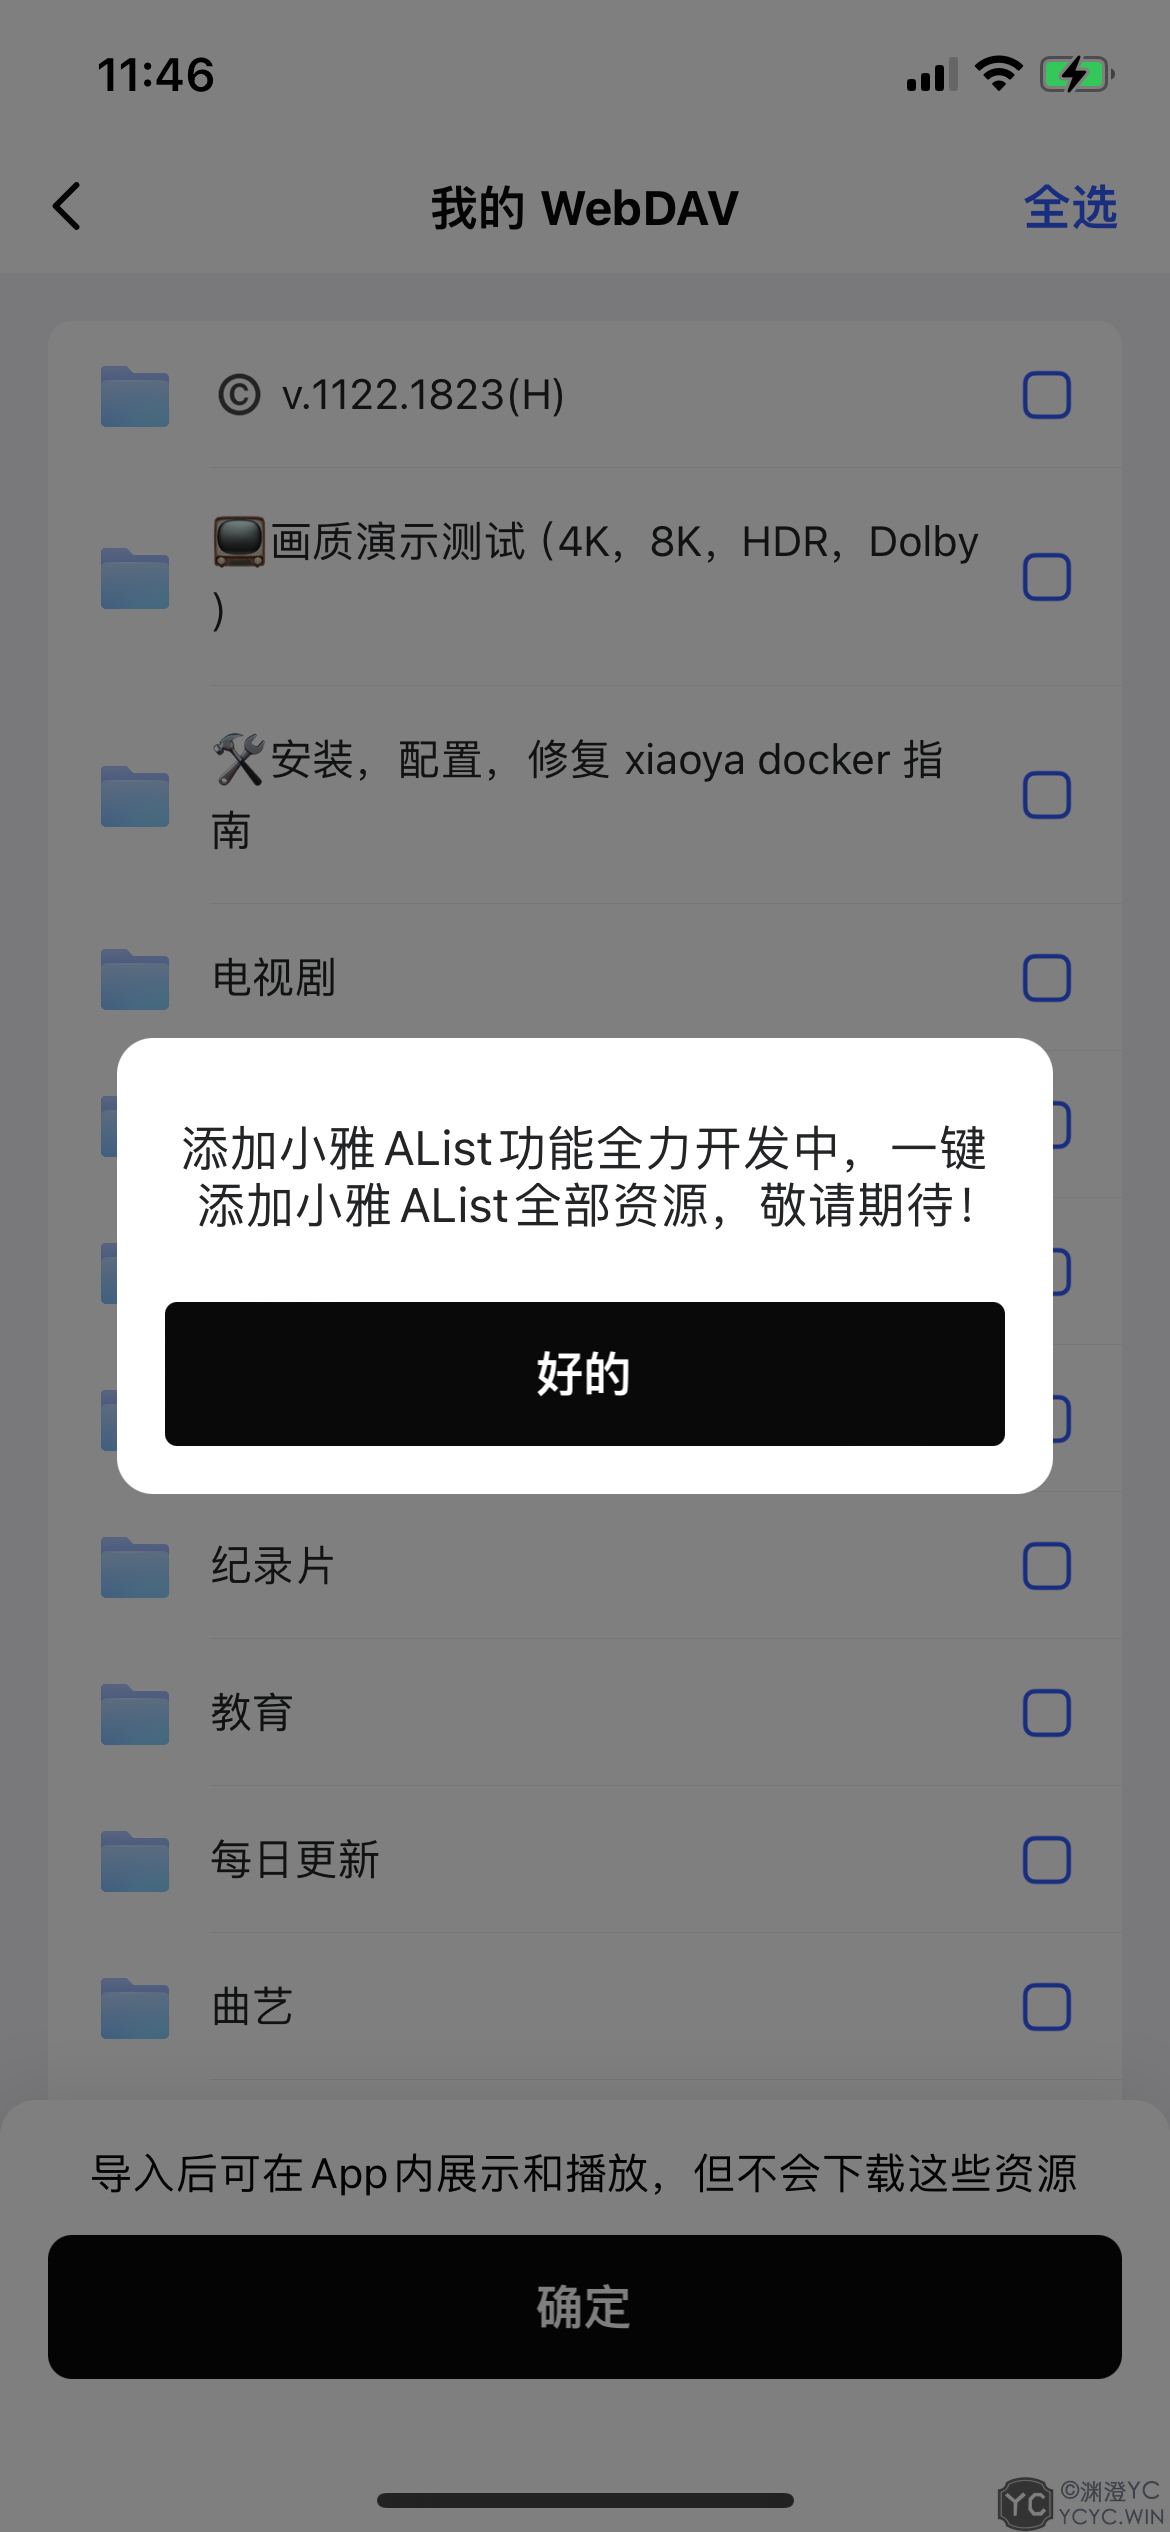 11:46
我的 WebDAV
全选
© v.1122.1823(H)
📺画质演示测试（4K，8K，HDR，Dolby
）
🛠️安装，配置，修复 xiaoya docker 指
南
电视剧
添加小雅AList功能全力开发中，一键
添加小雅AList全部资源，敬请期待！
好的
纪录片
教育
每日更新
曲艺
导入后可在App内展示和播放，但不会下载这些资源
确定
YC
©渊澄YC
YCYC.WIN